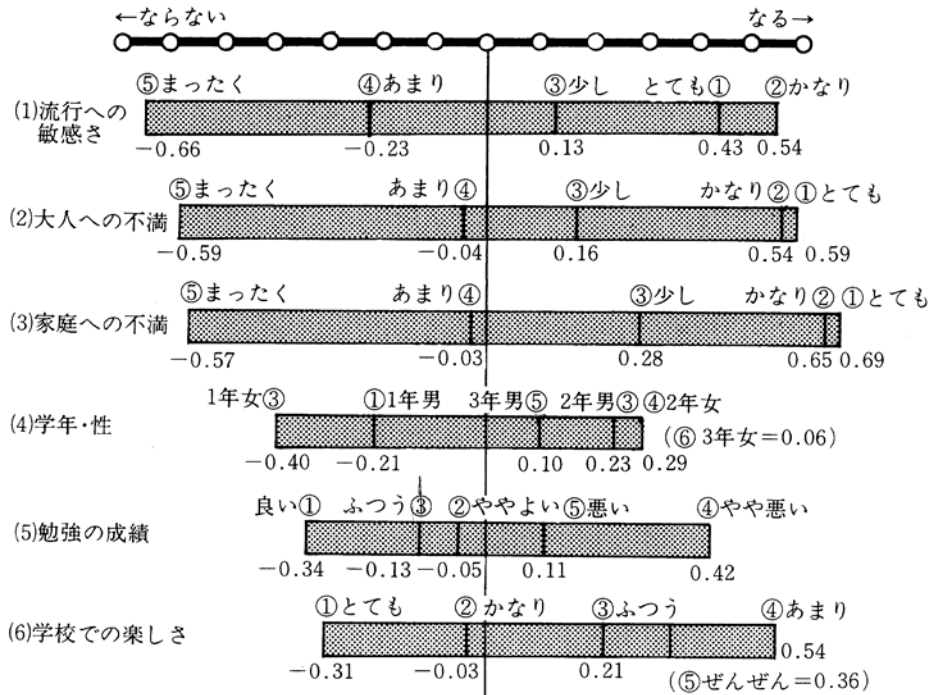 ←ならない なる→
⑤まったく ④あまり ③少し とても① ②かなり
(1)流行への
敏感さ
−0.66 −0.23 0.13 0.43 0.54
⑤まったく あまり④ ③少し かなり② ①とても
(2)大人への不満
−0.59 −0.04 0.16 0.54 0.59
⑤まったく あまり④ ③少し かなり② ①とても
(3)家庭への不満
−0.57 −0.03 0.28 0.65 0.69
1年女③ ①1年男 3年男⑤ 2年男③ ④2年女
(4)学年・性 (⑥ 3年女=0.06)
−0.40 −0.21 0.10 0.23 0.29
良い① ふつう③ ②ややよい ⑤悪い ④やや悪い
(5)勉強の成績
−0.34 −0.13 −0.05 0.11 0.42
①とても ②かなり ③ふつう ④あまり
(6)学校での楽しさ 0.54
−0.31 −0.03 0.21 (⑤ぜんぜん=0.36)